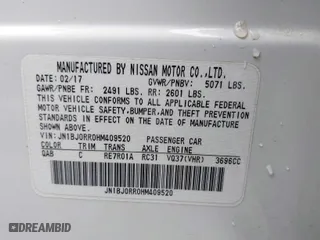 MANUFACTURED BY NISSAN MOTOR CO.,LTD.
DATE: 02/17 GVWR/PNBV: 5071 LBS.
GAWR/PNBE FR: 2491 LBS. RR: 2601 LBS.
THIS VEHICLE CONFORMS TO ALL APPLICABLE
FEDERAL MOTOR VEHICLE SAFETY,BUMPER,AND THEFT
PREVENTION STANDARDS IN EFFECT ON THE DATE OF
MANUFACTURE SHOWN ABOVE.
JN1BJ0RR0HM409520 PASSENGER CAR
COLOR TRIM TRANS AXLE ENGINE
QAB C RE7R01A RC31 VQ37(VHR) 3696CC
JN1BJ0RR0HM409520
DREAMBID